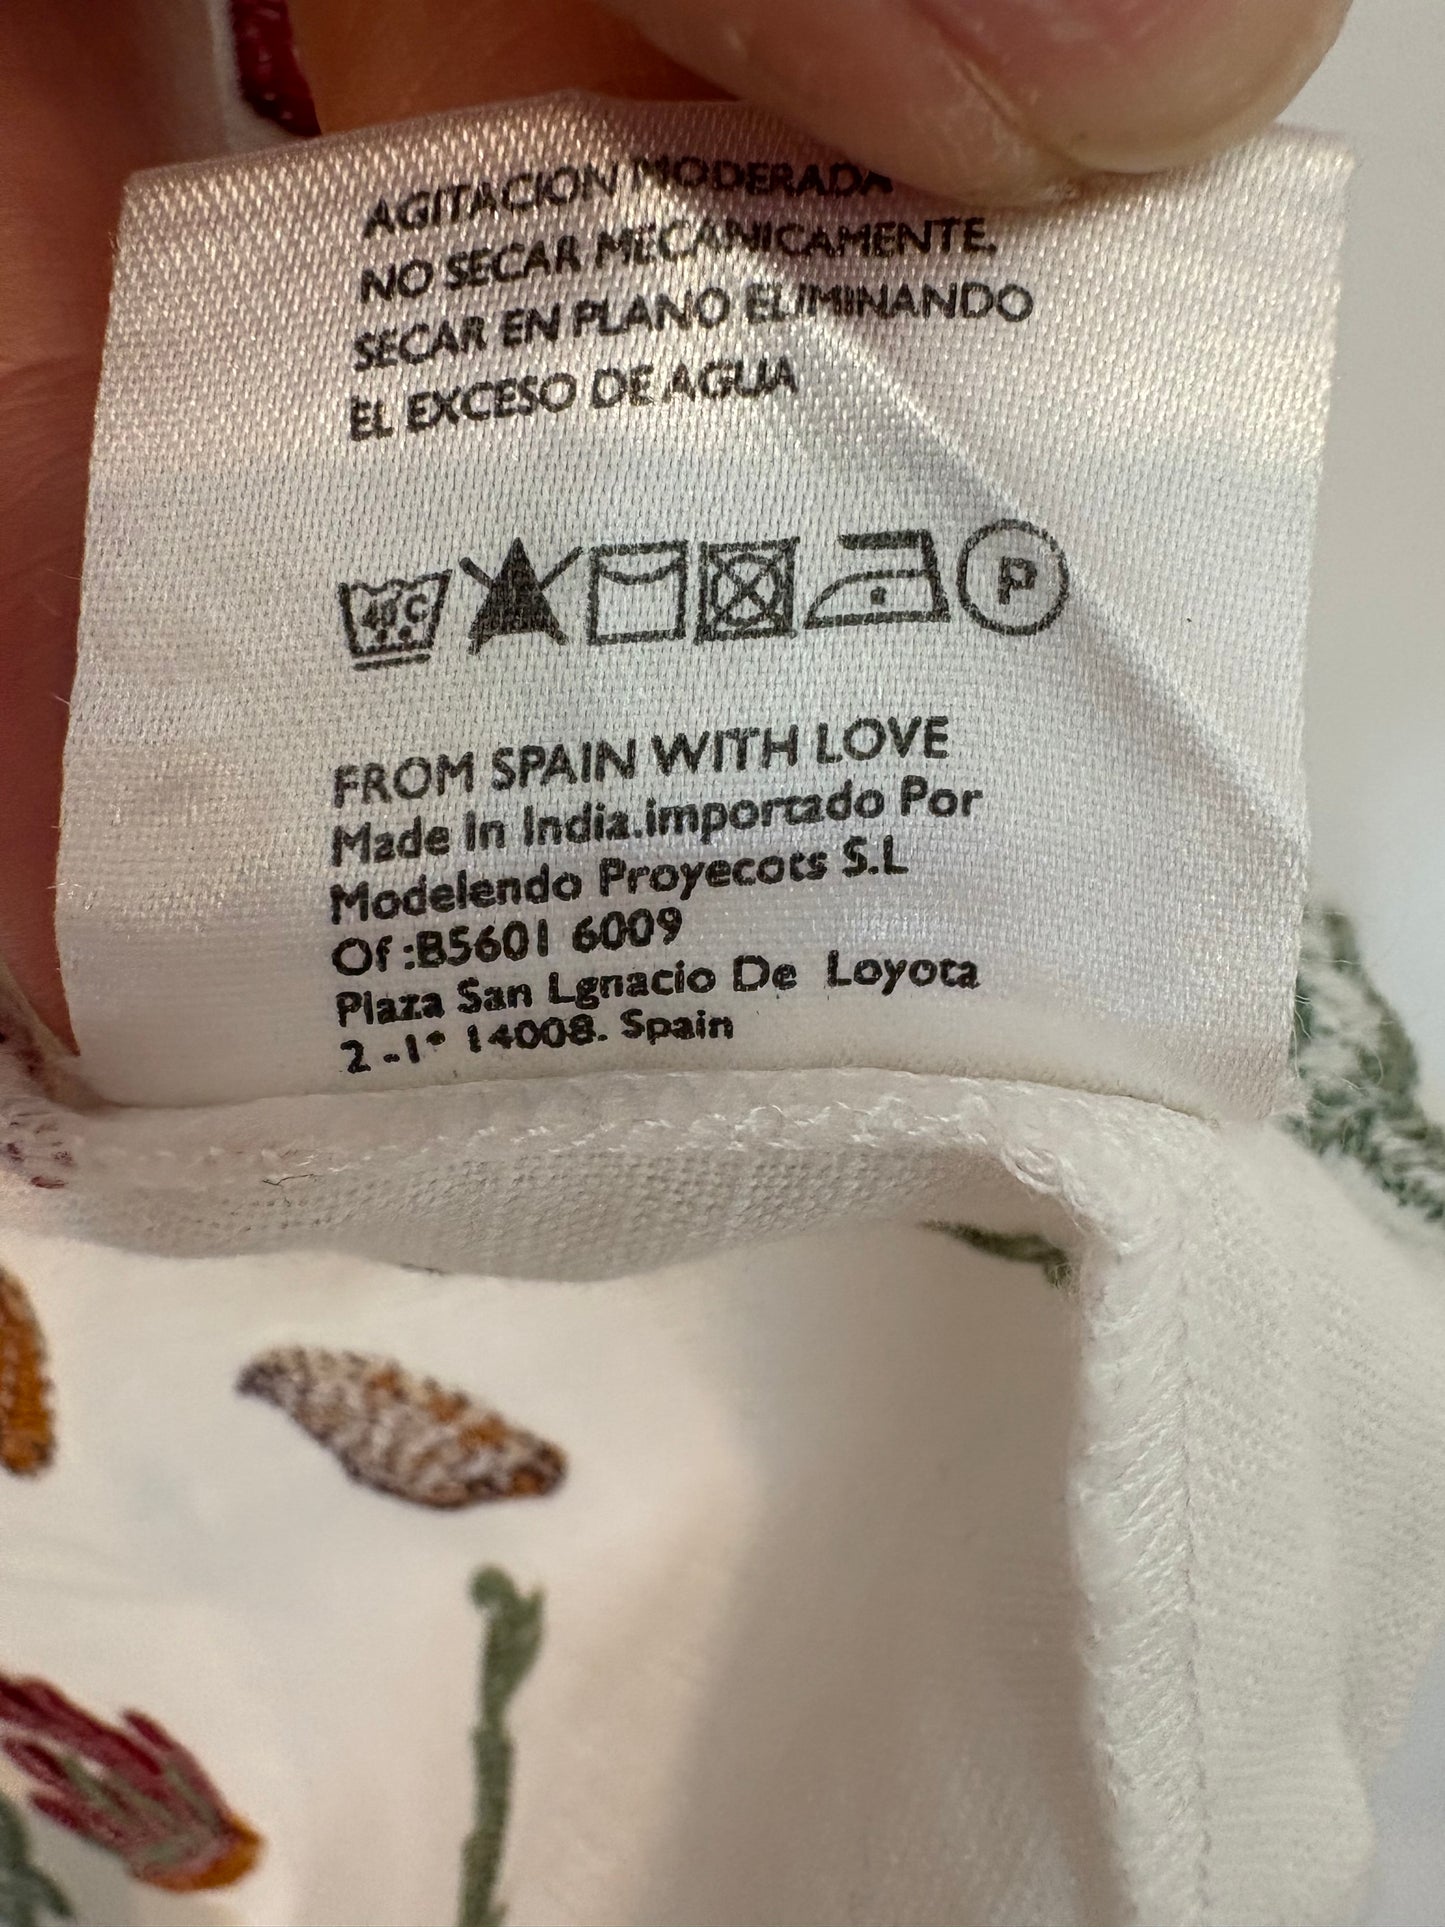 AGITACION MODERADA
NO SECAR MECANICAMENTE.
SECAR EN PLANO ELIMINANDO
EL EXCESO DE AGUA
40°C P
FROM SPAIN WITH LOVE
Made In India.importado Por
Modelendo Proyecots S.L
Of :B5601 6009
Plaza San Lgnacio De Loyota
2 -1° 14008. Spain